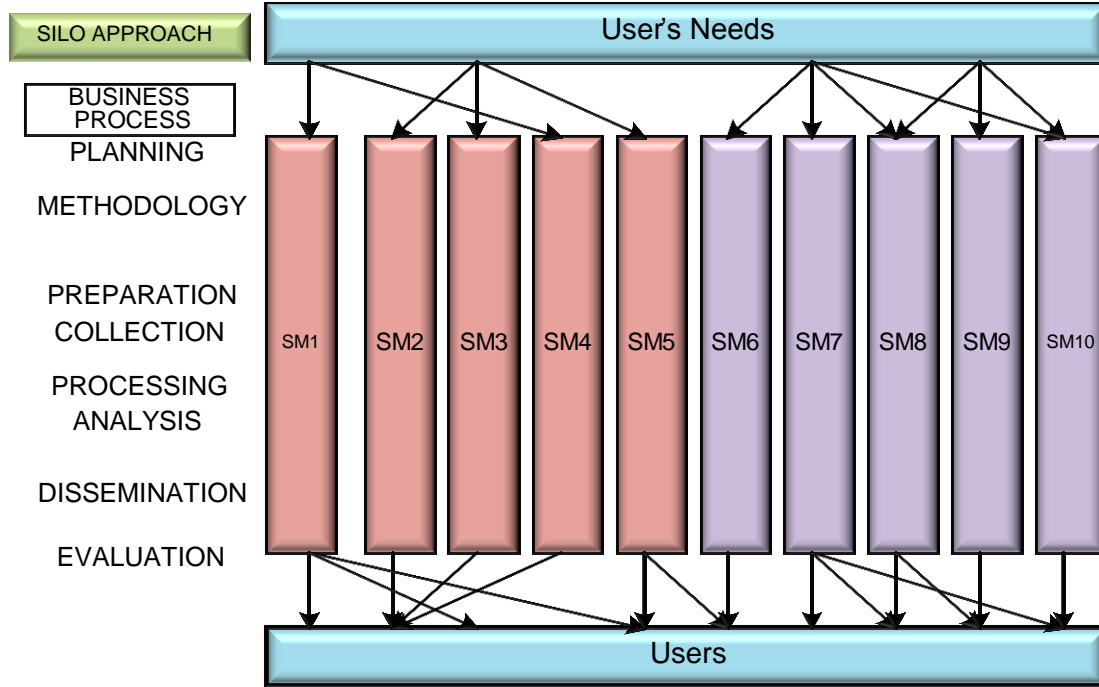 SILO APPROACH
User's Needs
BUSINESS
PROCESS
PLANNING
METHODOLOGY
PREPARATION
COLLECTION
PROCESSING
ANALYSIS
DISSEMINATION
EVALUATION
SM1
SM2
SM3
SM4
SM5
SM6
SM7
SM8
SM9
SM10
Users